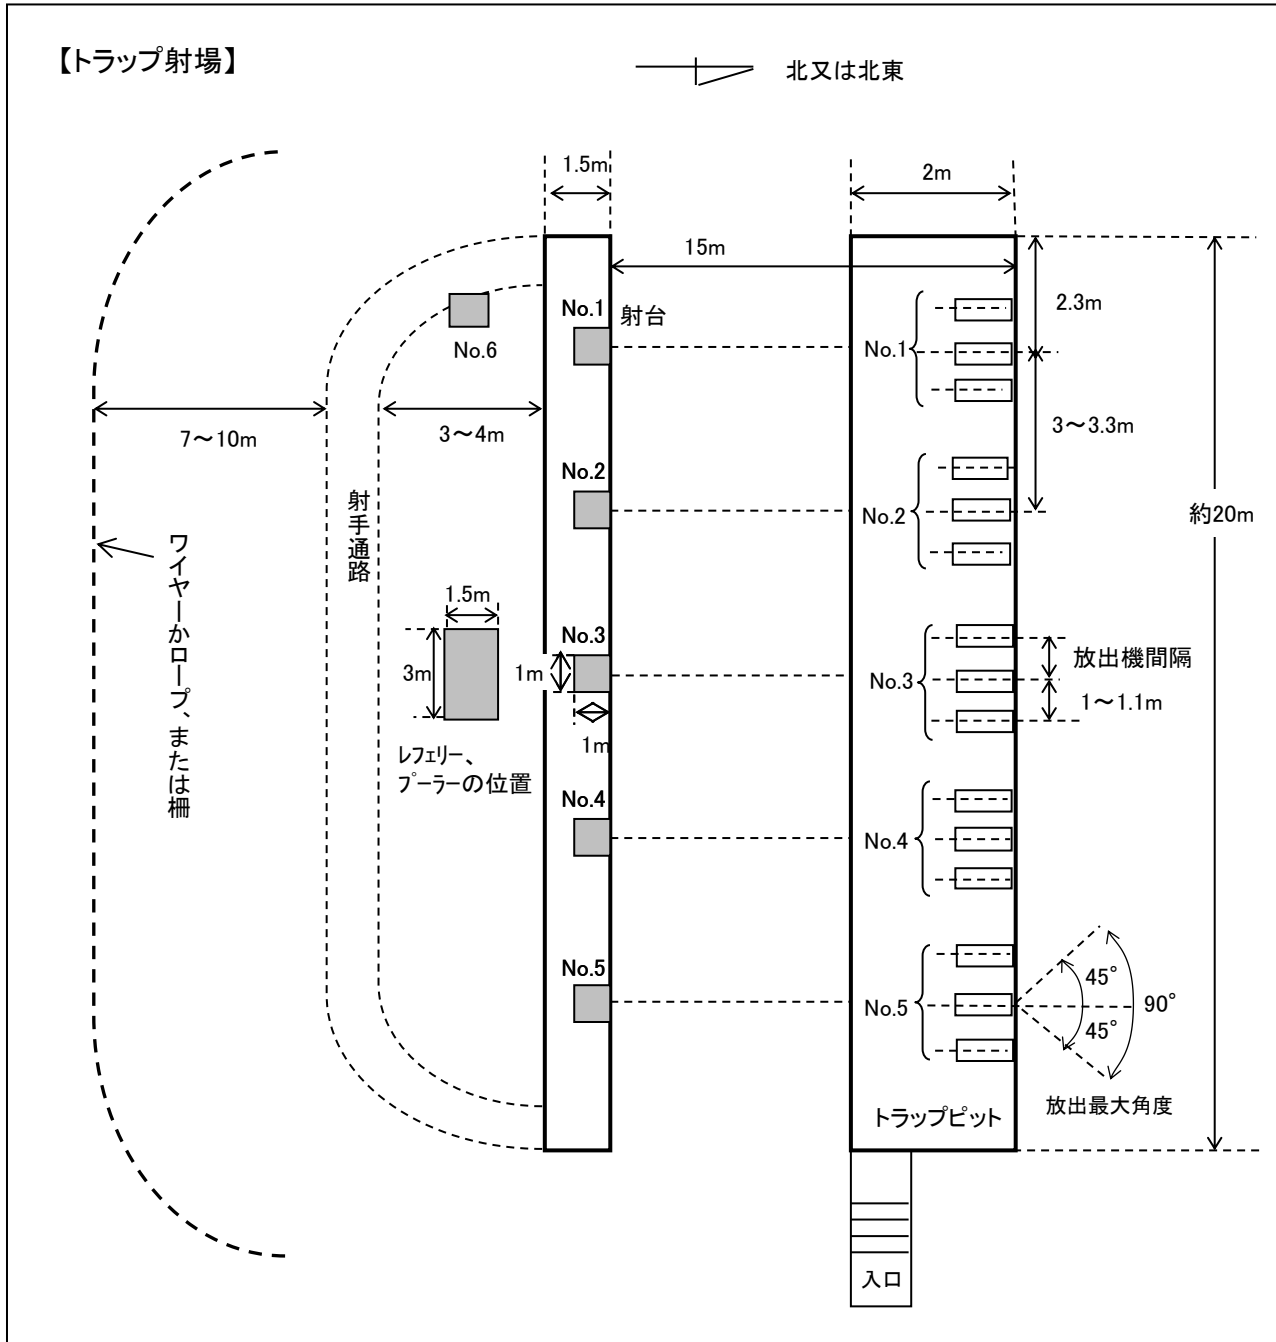 【トラップ射場】
北又は北東
1.5m
2m
15m
2.3m
No.1
射台
No.6
No.1
7～10m
3～4m
3～3.3m
No.2
No.2
約20m
射手通路
ワイヤーかロープ、または柵
1.5m
3m
No.3
1m
1m
No.3
放出機間隔
1～1.1m
レフェリー、
プーラーの位置
No.4
No.4
No.5
No.5
45°
45°
90°
放出最大角度
トラップピット
入口